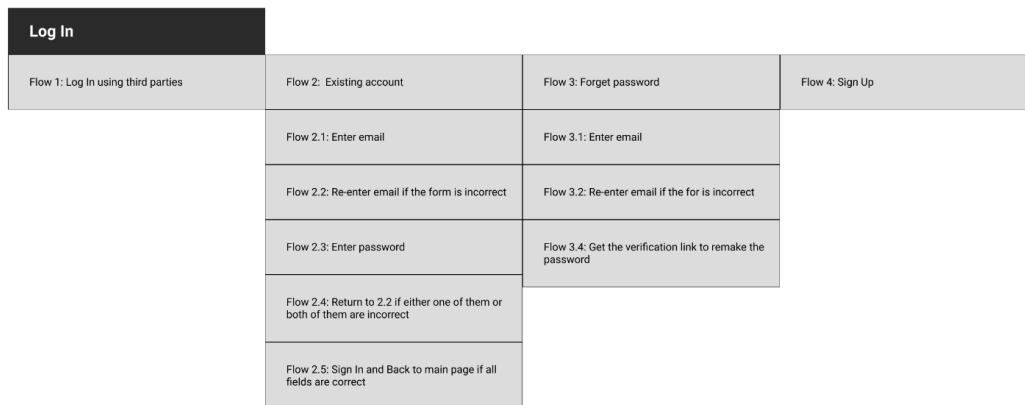 Log In
Flow 1: Log In using third parties
Flow 2: Existing account
Flow 3: Forget password
Flow 4: Sign Up
Flow 2.1: Enter email
Flow 3.1: Enter email
Flow 2.2: Re-enter email if the form is incorrect
Flow 3.2: Re-enter email if the for is incorrect
Flow 2.3: Enter password
Flow 3.4: Get the verification link to remake the
password
Flow 2.4: Return to 2.2 if either one of them or
both of them are incorrect
Flow 2.5: Sign In and Back to main page if all
fields are correct